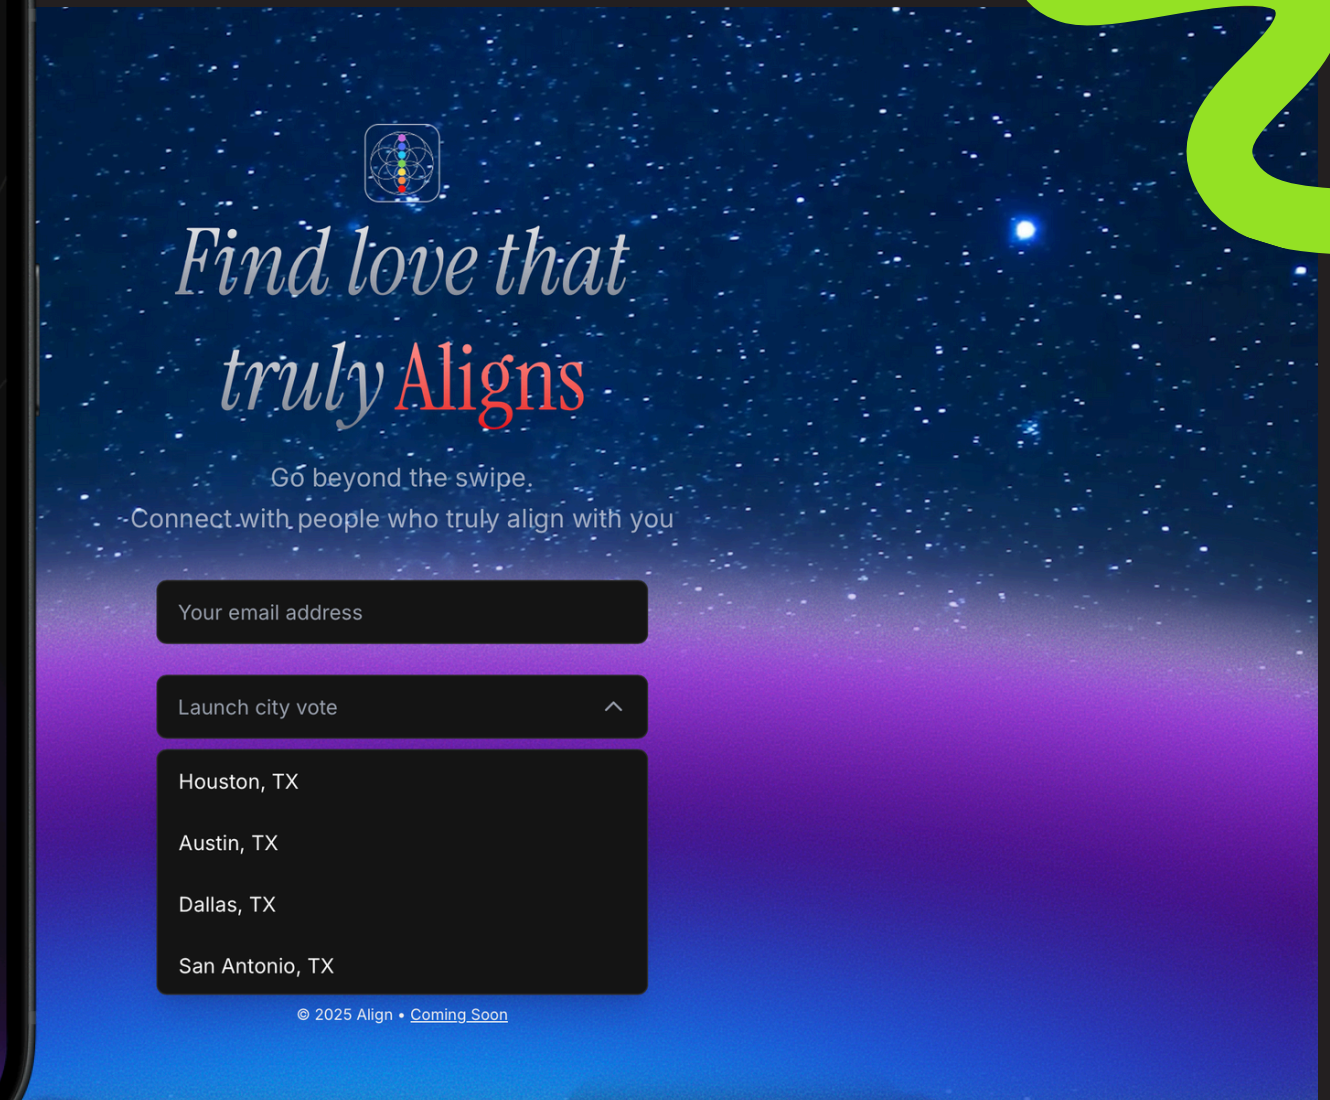 Find love that
truly Aligns
Go beyond the swipe.
Connect with people who truly align with you
Your email address
Launch city vote
Houston, TX
Austin, TX
Dallas, TX
San Antonio, TX
© 2025 Align • Coming Soon